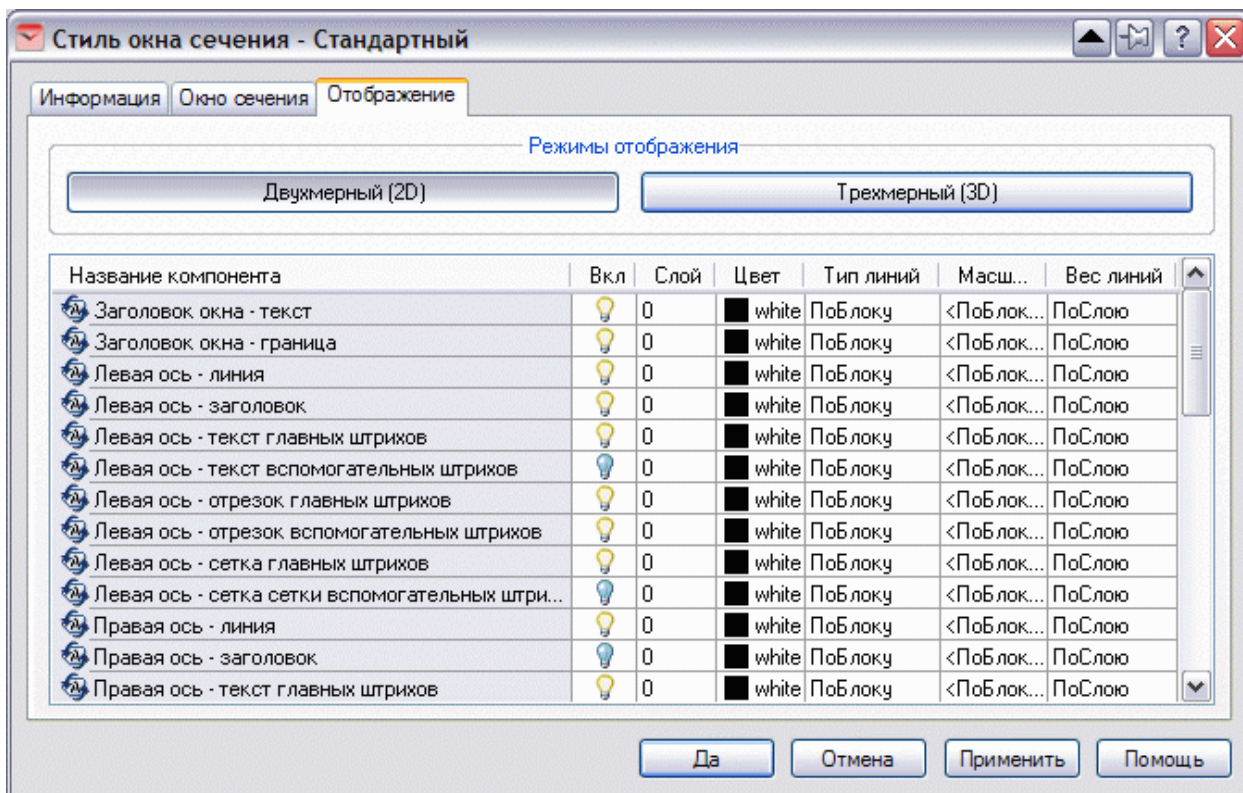 Стиль окна сечения - Стандартный
?
Информация Окно сечения Отображение
Режимы отображения
Двухмерный (2D) Трехмерный (3D)
Название компонента Вкл Слой Цвет Тип линий Масш... Вес линий
Заголовок окна - текст 0 white ПоБлоку <ПоБлок... ПоСлою
Заголовок окна - граница 0 white ПоБлоку <ПоБлок... ПоСлою
Левая ось - линия 0 white ПоБлоку <ПоБлок... ПоСлою
Левая ось - заголовок 0 white ПоБлоку <ПоБлок... ПоСлою
Левая ось - текст главных штрихов 0 white ПоБлоку <ПоБлок... ПоСлою
Левая ось - текст вспомогательных штрихов 0 white ПоБлоку <ПоБлок... ПоСлою
Левая ось - отрезок главных штрихов 0 white ПоБлоку <ПоБлок... ПоСлою
Левая ось - отрезок вспомогательных штрихов 0 white ПоБлоку <ПоБлок... ПоСлою
Левая ось - сетка главных штрихов 0 white ПоБлоку <ПоБлок... ПоСлою
Левая ось - сетка сетки вспомогательных штри... 0 white ПоБлоку <ПоБлок... ПоСлою
Правая ось - линия 0 white ПоБлоку <ПоБлок... ПоСлою
Правая ось - заголовок 0 white ПоБлоку <ПоБлок... ПоСлою
Правая ось - текст главных штрихов 0 white ПоБлоку <ПоБлок... ПоСлою
Да Отмена Применить Помощь